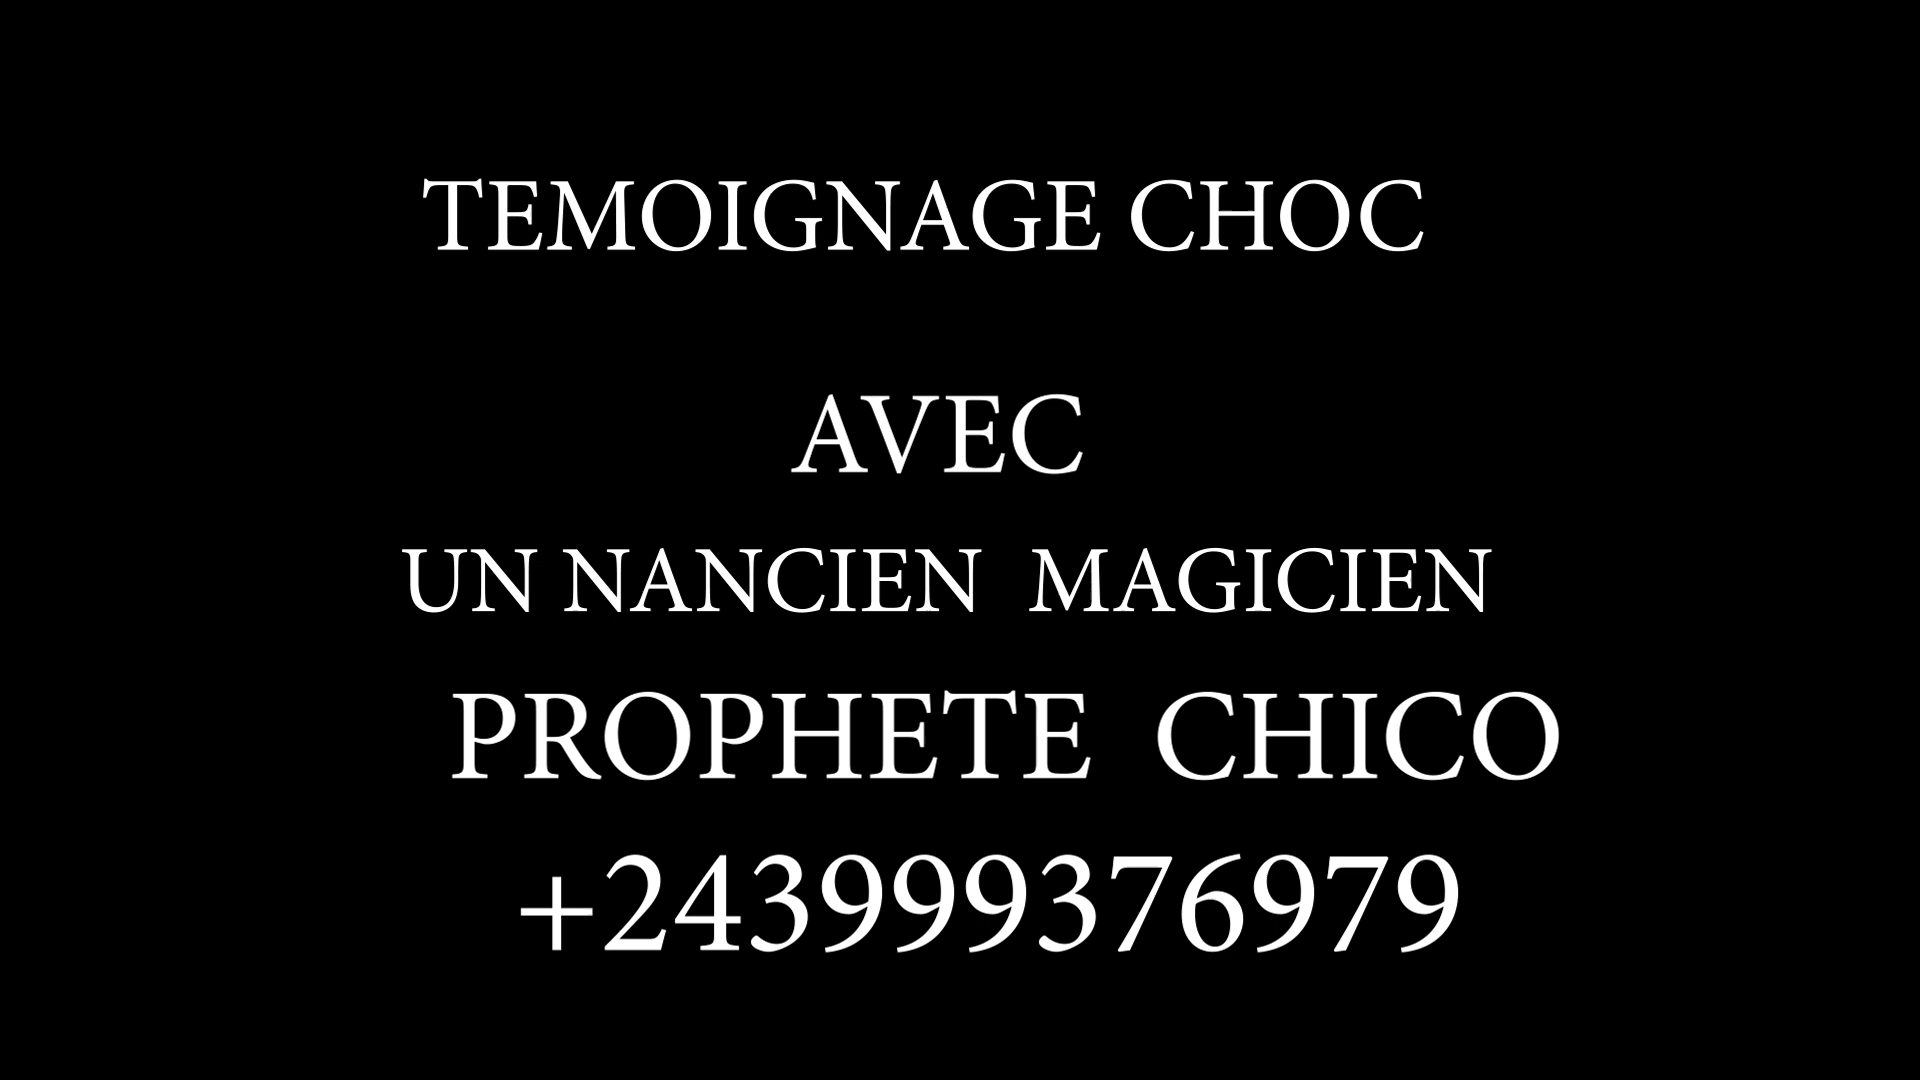 TEMOIGNAGE CHOC
AVEC
UN NANCIEN MAGICIEN
PROPHETE CHICO
+243999376979